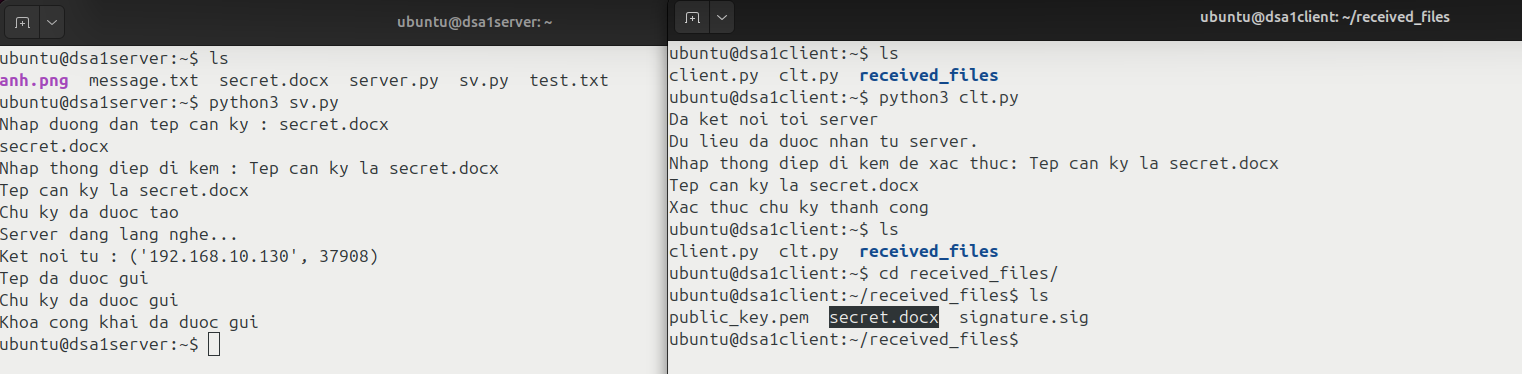 ubuntu@dsa1server: ~
ubuntu@dsa1server:~$ ls
anh.png  message.txt  secret.docx  server.py  sv.py  test.txt
ubuntu@dsa1server:~$ python3 sv.py
Nhap duong dan tep can ky : secret.docx
secret.docx
Nhap thong diep di kem : Tep can ky la secret.docx
Tep can ky la secret.docx
Chu ky da duoc tao
Server dang lang nghe...
Ket noi tu : ('192.168.10.130', 37908)
Tep da duoc gui
Chu ky da duoc gui
Khoa cong khai da duoc gui
ubuntu@dsa1server:~$
ubuntu@dsa1client: ~/received_files
ubuntu@dsa1client:~$ ls
client.py  clt.py  received_files
ubuntu@dsa1client:~$ python3 clt.py
Da ket noi toi server
Du lieu da duoc nhan tu server.
Nhap thong diep di kem de xac thuc: Tep can ky la secret.docx
Tep can ky la secret.docx
Xac thuc chu ky thanh cong
ubuntu@dsa1client:~$ ls
client.py  clt.py  received_files
ubuntu@dsa1client:~$ cd received_files/
ubuntu@dsa1client:~/received_files$ ls
public_key.pem  secret.docx  signature.sig
ubuntu@dsa1client:~/received_files$